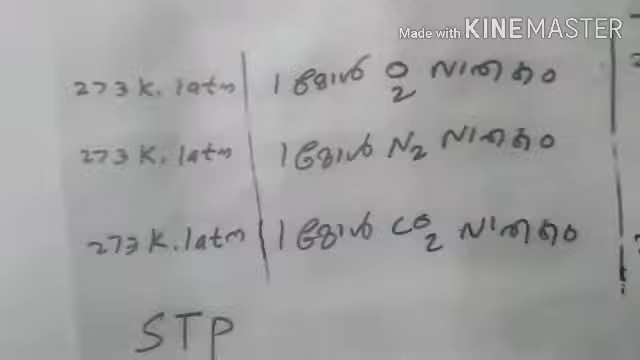 Made with KINEMASTER
273 K. 1atm 1 മോൾ O2 വാതകം
273 K. 1atm 1 മോൾ N2 വാതകം
273 K. 1atm 1 മോൾ CO2 വാതകം
STP